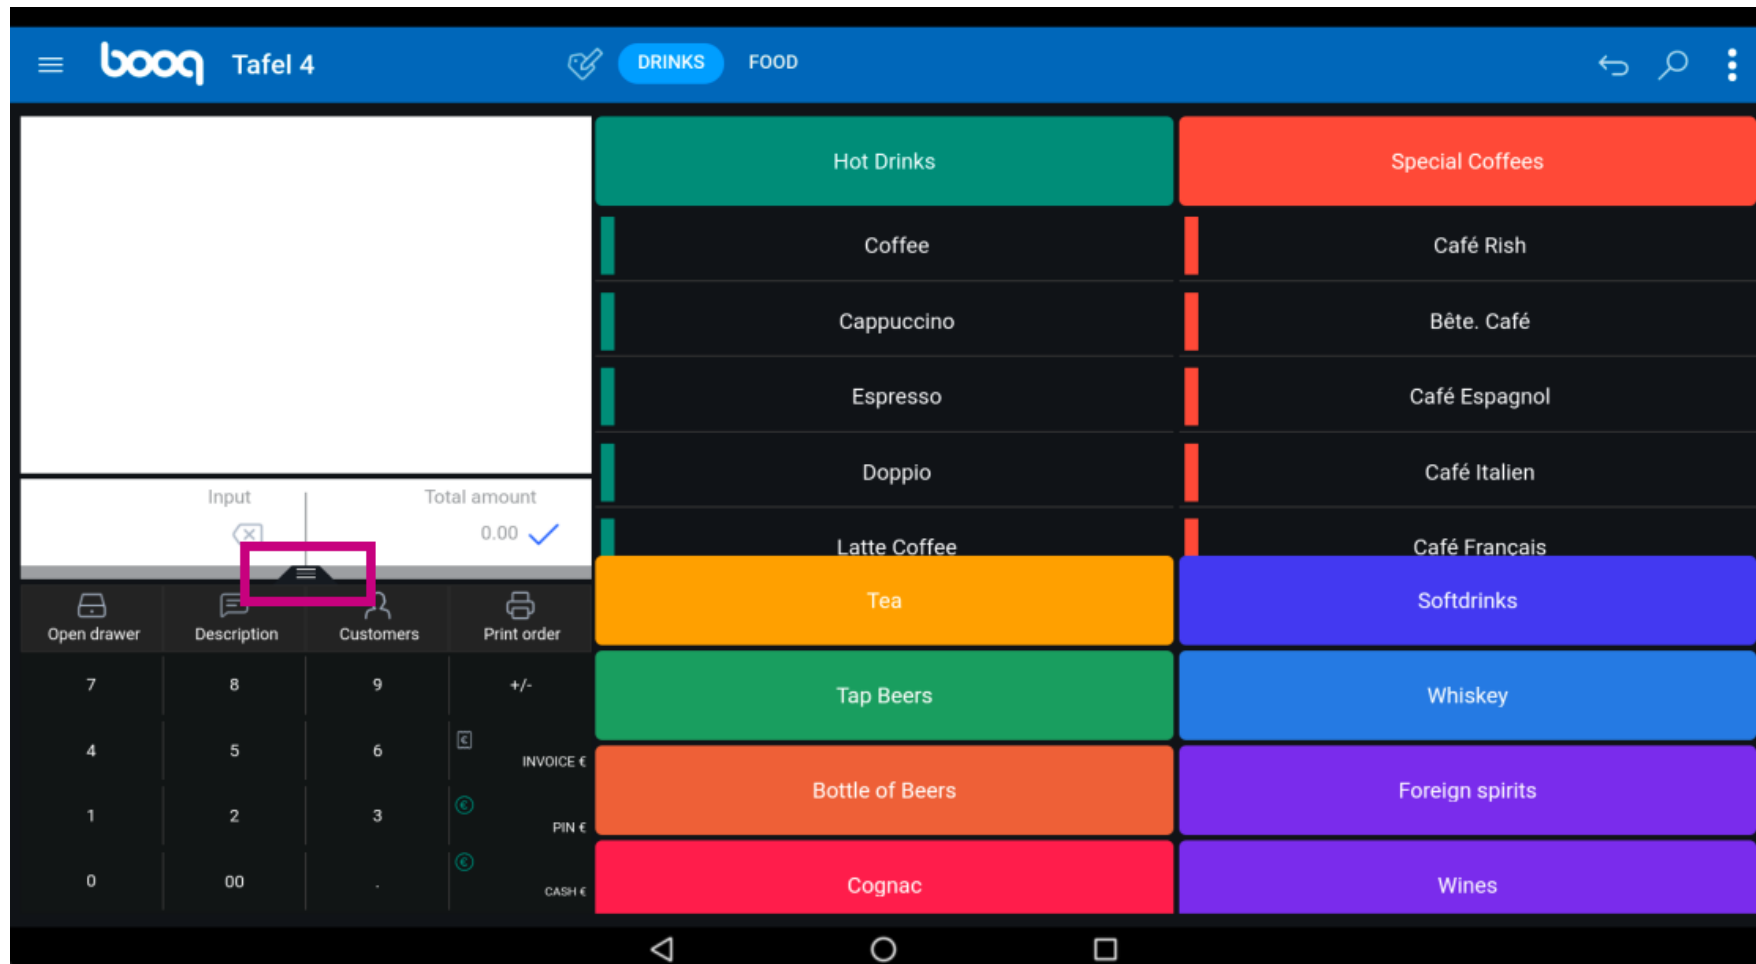 booq Tafel 4 DRINKS FOOD
Hot Drinks
Coffee
Cappuccino
Espresso
Doppio
Latte Coffee
Special Coffees
Café Rish
Bête. Café
Café Espagnol
Café Italien
Café Francais
Input Total amount
0.00
Open drawer Description Customers Print order
7 8 9 +/-
4 5 6 INVOICE €
1 2 3 PIN €
0 00 . CASH €
Tea
Softdrinks
Tap Beers
Whiskey
Bottle of Beers
Foreign spirits
Cognac
Wines